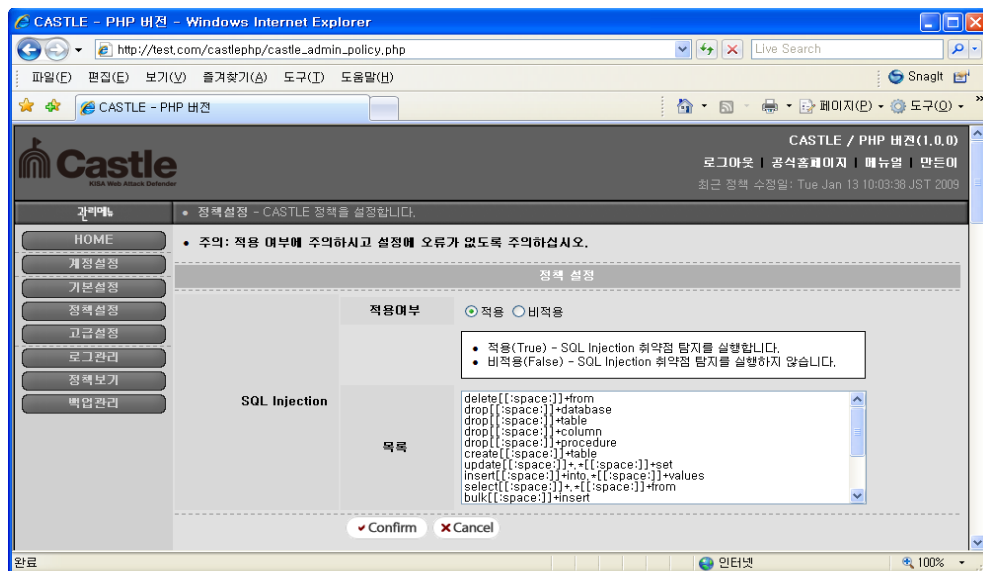 CASTLE - PHP 버전 - Windows Internet Explorer
http://test.com/castlephp/castle_admin_policy.php
Live Search
파일(F) 편집(E) 보기(V) 즐겨찾기(A) 도구(T) 도움말(H)
SnagIt
CASTLE - PHP 버전
페이지(P) 도구(O) »
Castle
KISA Web Attack Defender
CASTLE / PHP 버전(1.0.0)
로그아웃 | 공식홈페이지 | 메뉴얼 | 만든이
최근 정책 수정일: Tue Jan 13 10:03:38 JST 2009
관리메뉴
• 정책설정 - CASTLE 정책을 설정합니다.
HOME
계정설정
기본설정
정책설정
고급설정
로그관리
정책보기
백업관리
• 주의: 적용 여부에 주의하시고 설정에 오류가 없도록 주의하십시오.
정책 설정
SQL Injection
적용여부
적용 비적용
• 적용(True) - SQL Injection 취약점 탐지를 실행합니다.
• 비적용(False) - SQL Injection 취약점 탐지를 실행하지 않습니다.
목록
delete[[:space:]]+from
drop[[:space:]]+database
drop[[:space:]]+table
drop[[:space:]]+column
drop[[:space:]]+procedure
create[[:space:]]+table
update[[:space:]]+.*[[:space:]]+set
insert[[:space:]]+into.*[[:space:]]+values
select[[:space:]]+.*[[:space:]]+from
bulk[[:space:]]+insert
Confirm Cancel
완료
인터넷
100%